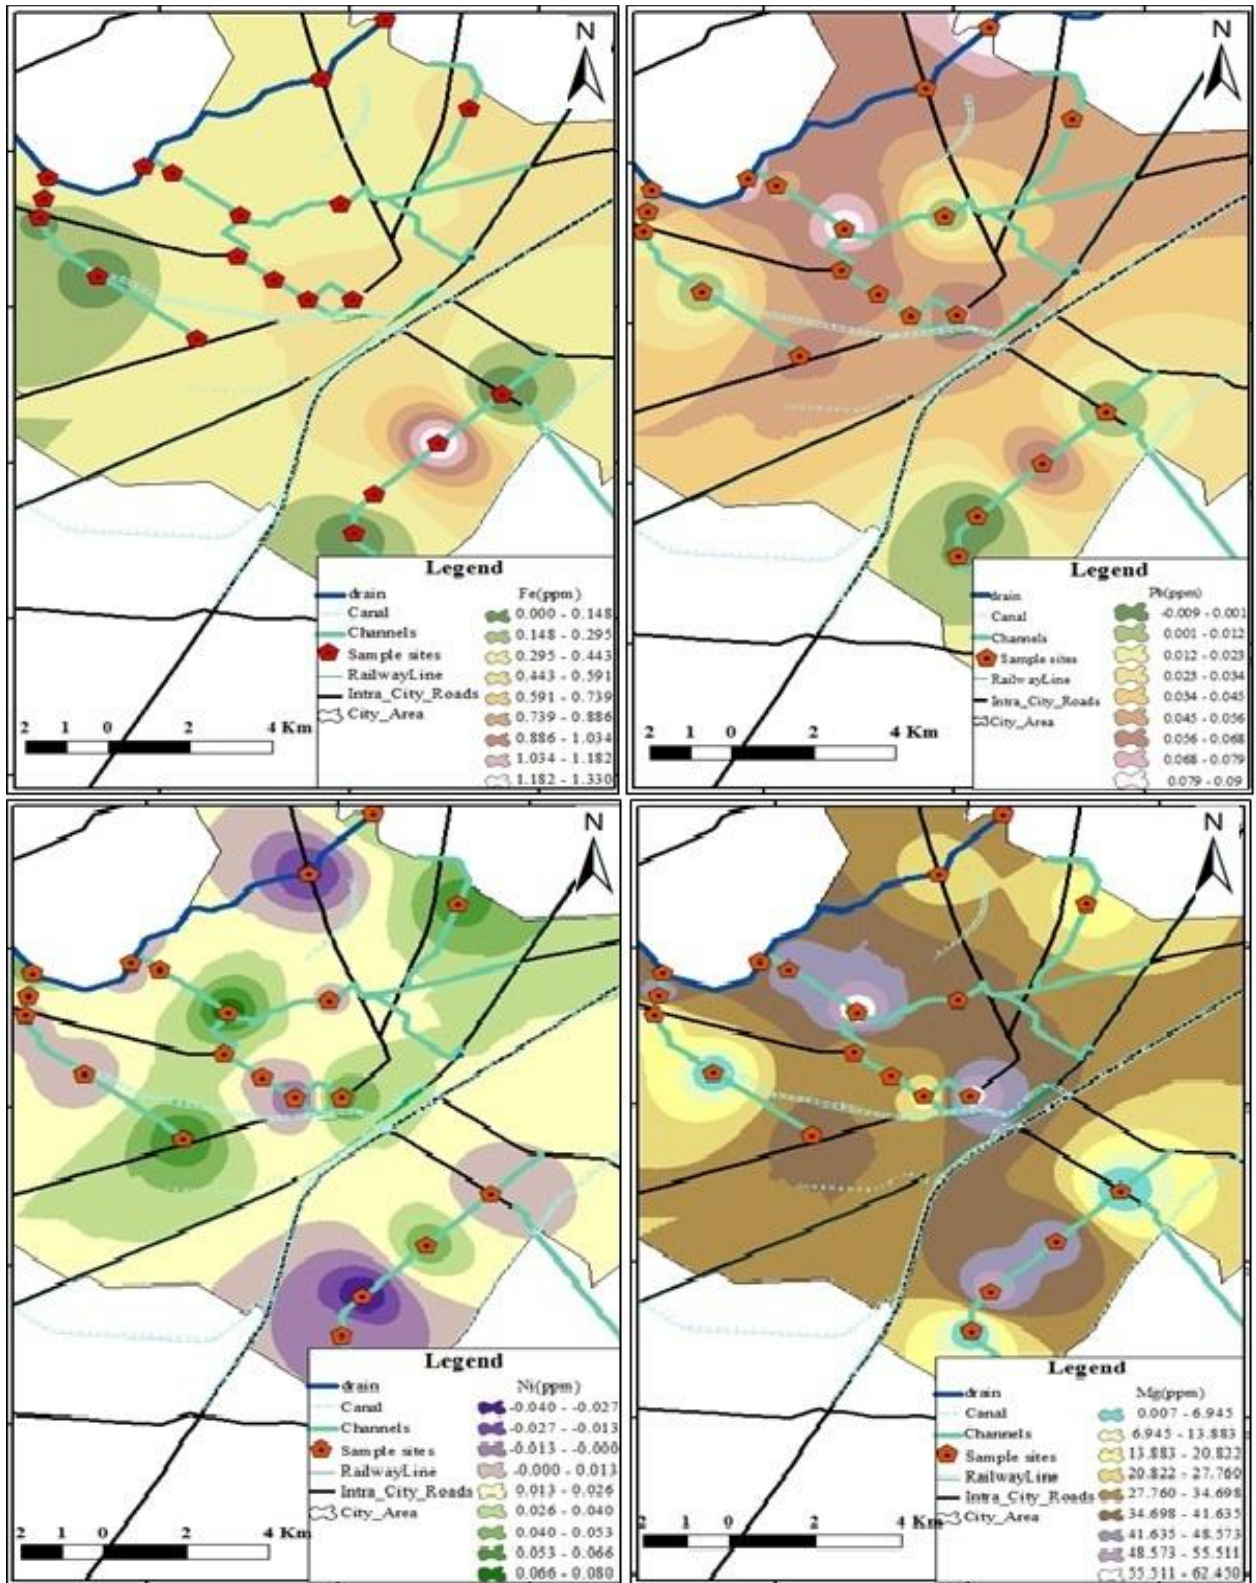 N
Legend
drain
Canal
Channels
Sample sites
RailwayLine
Intra_City_Roads
City_Area
Fe(ppm)
0.000 - 0.148
0.148 - 0.295
0.295 - 0.443
0.443 - 0.591
0.591 - 0.739
0.739 - 0.886
0.886 - 1.034
1.034 - 1.182
1.182 - 1.330
2 1 0 2 4 Km
N
Legend
drain
Canal
Channels
Sample sites
RailwayLine
Intra_City_Roads
City_Area
Pb(ppm)
-0.009 - 0.001
0.001 - 0.012
0.012 - 0.023
0.023 - 0.034
0.034 - 0.045
0.045 - 0.056
0.056 - 0.068
0.068 - 0.079
0.079 - 0.09
2 1 0 2 4 Km
N
Legend
drain
Canal
Channels
Sample sites
RailwayLine
Intra_City_Roads
City_Area
Ni(ppm)
-0.040 - -0.027
-0.027 - -0.013
-0.013 - -0.000
-0.000 - 0.013
0.013 - 0.026
0.026 - 0.040
0.040 - 0.053
0.053 - 0.066
0.066 - 0.080
2 1 0 2 4 Km
N
Legend
drain
Canal
Channels
Sample sites
RailwayLine
Intra_City_Roads
City_Area
Mg(ppm)
0.007 - 6.945
6.945 - 13.883
13.883 - 20.822
20.822 - 27.760
27.760 - 34.698
34.698 - 41.635
41.635 - 48.573
48.573 - 55.511
55.511 - 62.450
2 1 0 2 4 Km